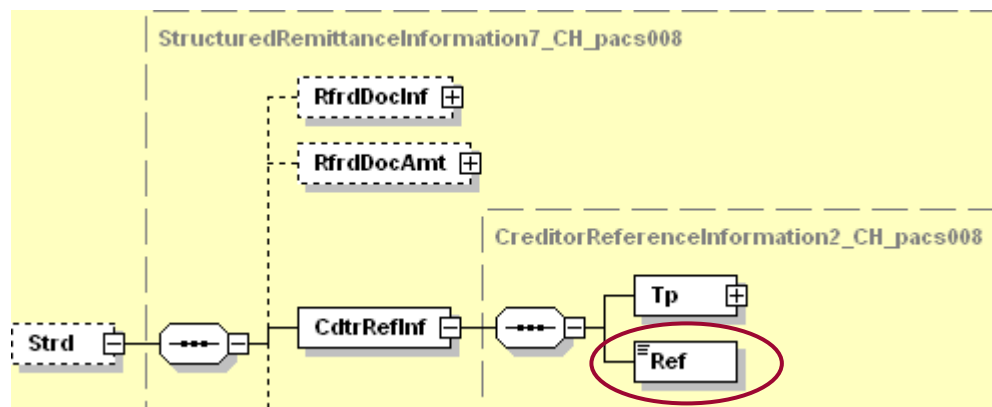 StructuredRemittanceInformation7_CH_pacs008
RfrdDocInf
RfrdDocAmt
CreditorReferenceInformation2_CH_pacs008
Tp
Strd
CdtrRefInf
Ref